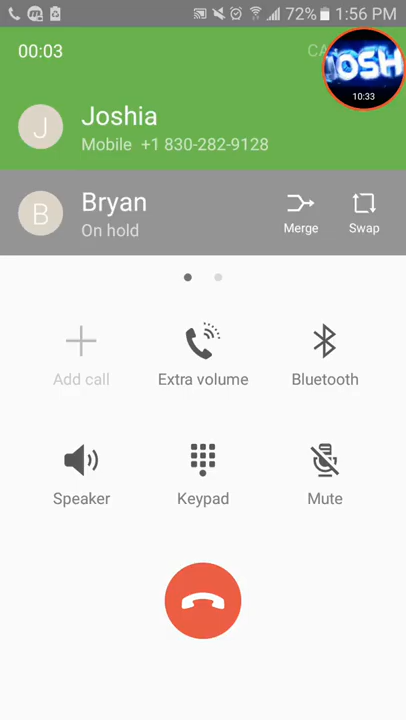 72% 1:56 PM
00:03
CA
JOSH
10:33
J
Joshia
Mobile +1 830-282-9128
B
Bryan
On hold
Merge
Swap
Add call
Extra volume
Bluetooth
Speaker
Keypad
Mute